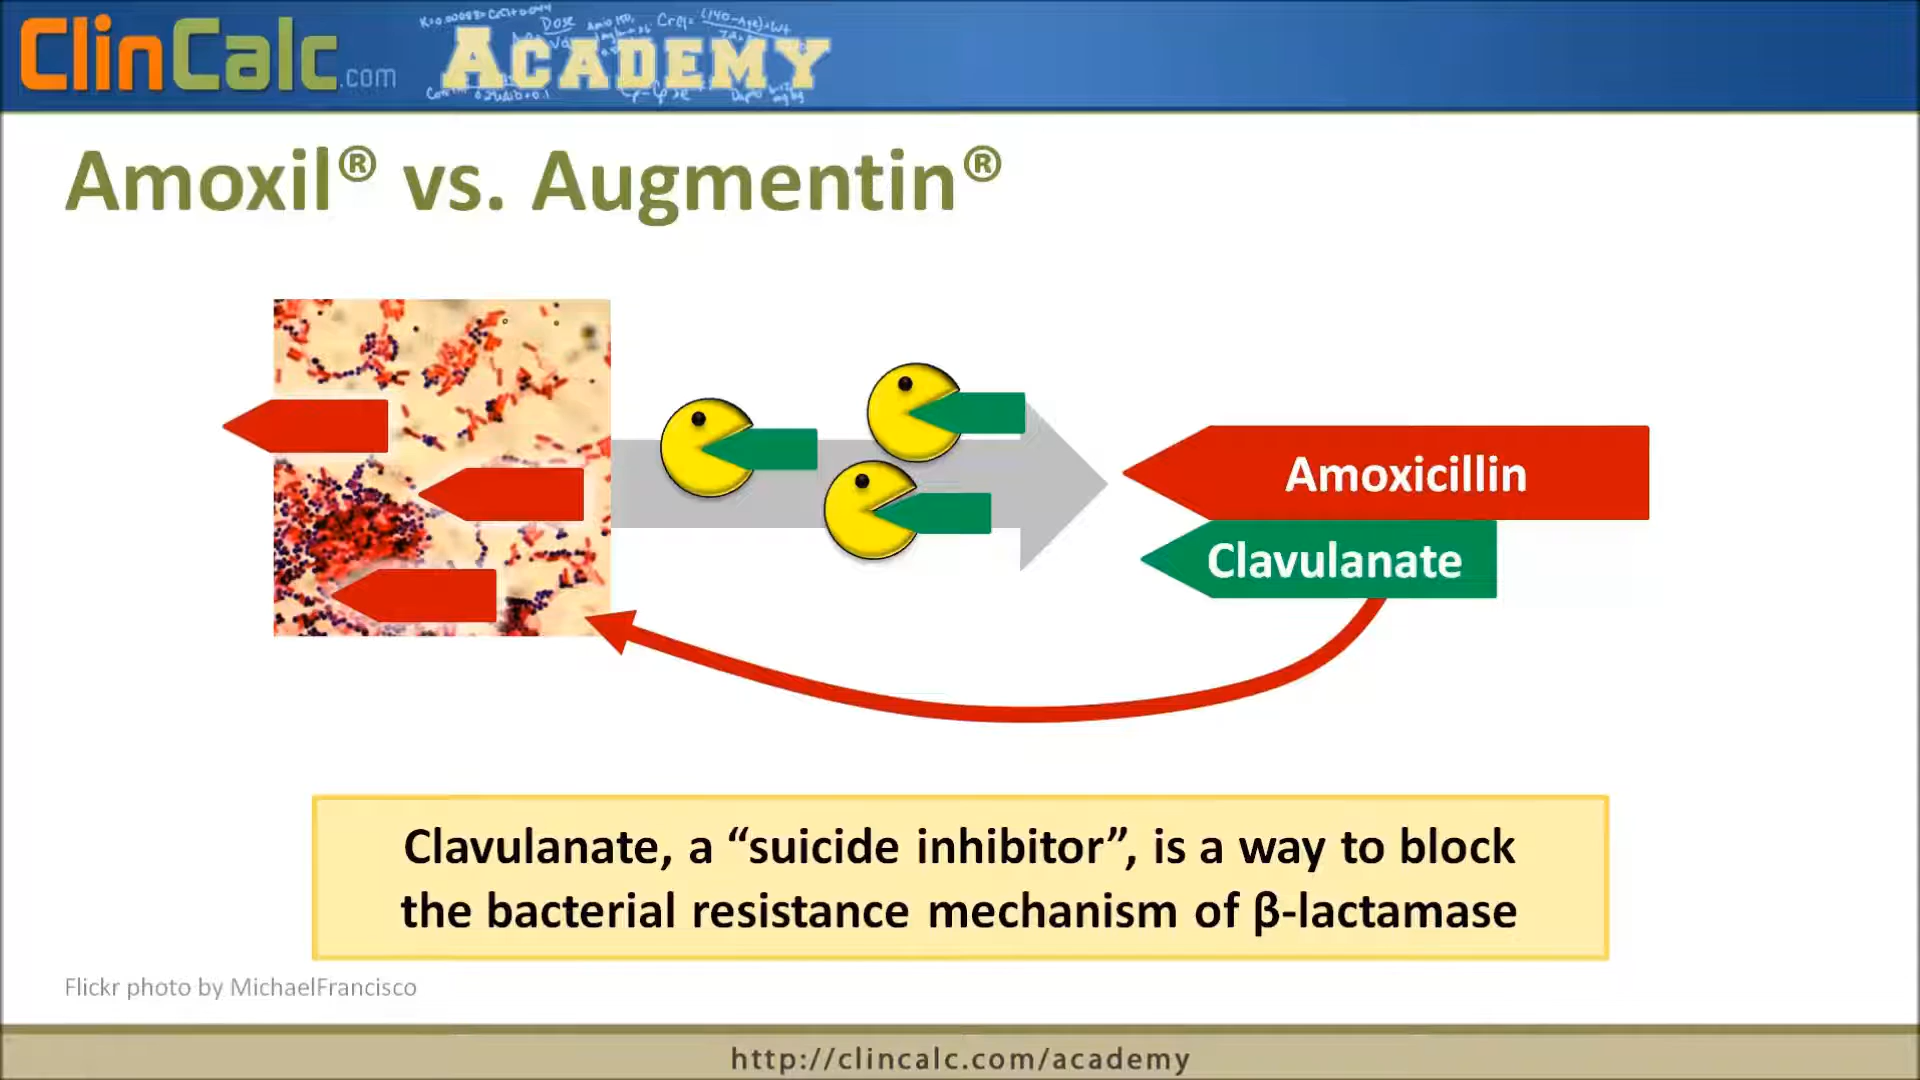 ClinCalc.com ACADEMY
Amoxil® vs. Augmentin®
Amoxicillin
Clavulanate
Clavulanate, a “suicide inhibitor”, is a way to block
the bacterial resistance mechanism of β-lactamase
Flickr photo by MichaelFrancisco
http://clincalc.com/academy